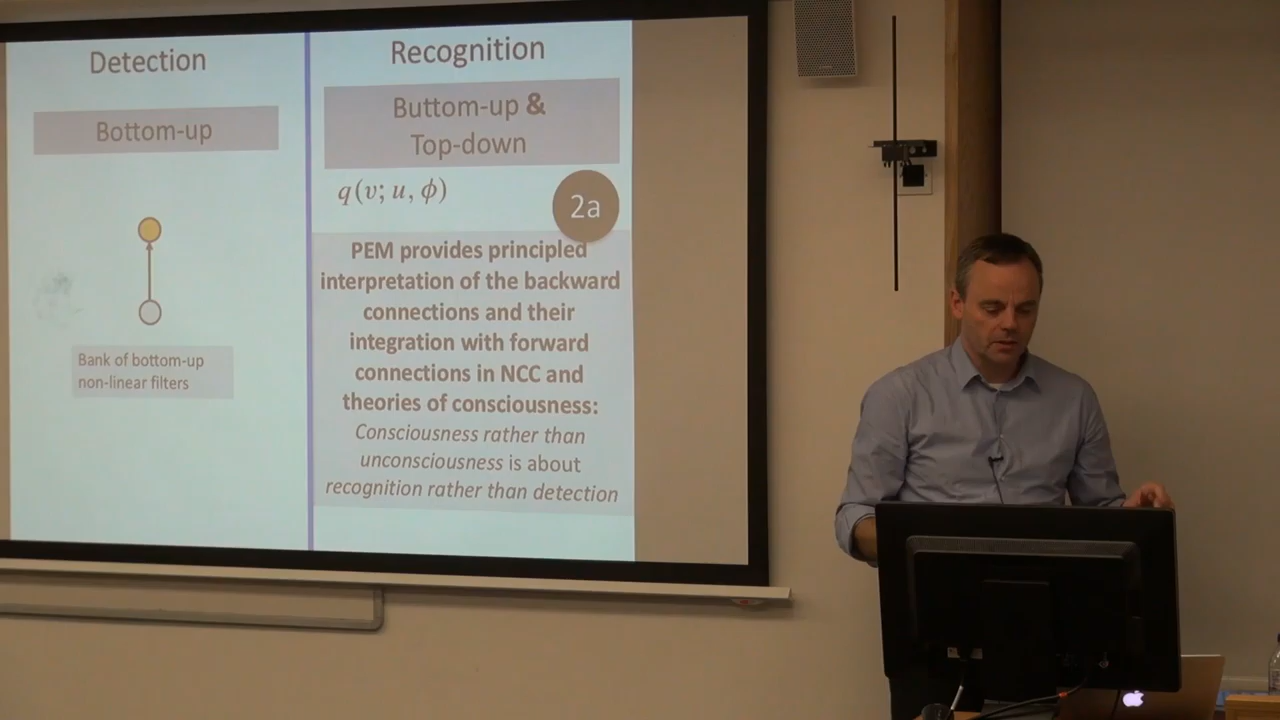 Detection
Bottom-up
Bank of bottom-up
non-linear filters
Recognition
Buttom-up &
Top-down
q(v; u, ϕ)
2a
PEM provides principled
interpretation of the backward
connections and their
integration with forward
connections in NCC and
theories of consciousness:
Consciousness rather than
unconsciousness is about
recognition rather than detection